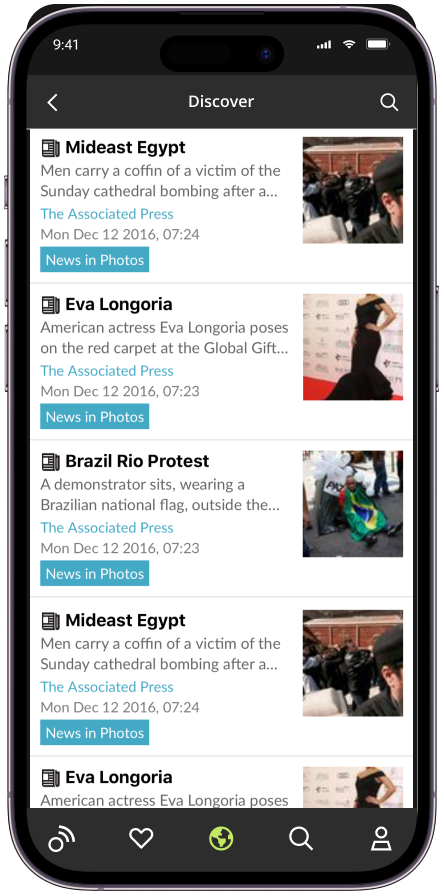 9:41
Discover
Mideast Egypt
Men carry a coffin of a victim of the
Sunday cathedral bombing after a...
The Associated Press
Mon Dec 12 2016, 07:24
News in Photos
Eva Longoria
American actress Eva Longoria poses
on the red carpet at the Global Gift...
The Associated Press
Mon Dec 12 2016, 07:23
News in Photos
Brazil Rio Protest
A demonstrator sits, wearing a
Brazilian national flag, outside the...
The Associated Press
Mon Dec 12 2016, 07:23
News in Photos
Mideast Egypt
Men carry a coffin of a victim of the
Sunday cathedral bombing after a...
The Associated Press
Mon Dec 12 2016, 07:24
News in Photos
Eva Longoria
American actress Eva Longoria poses